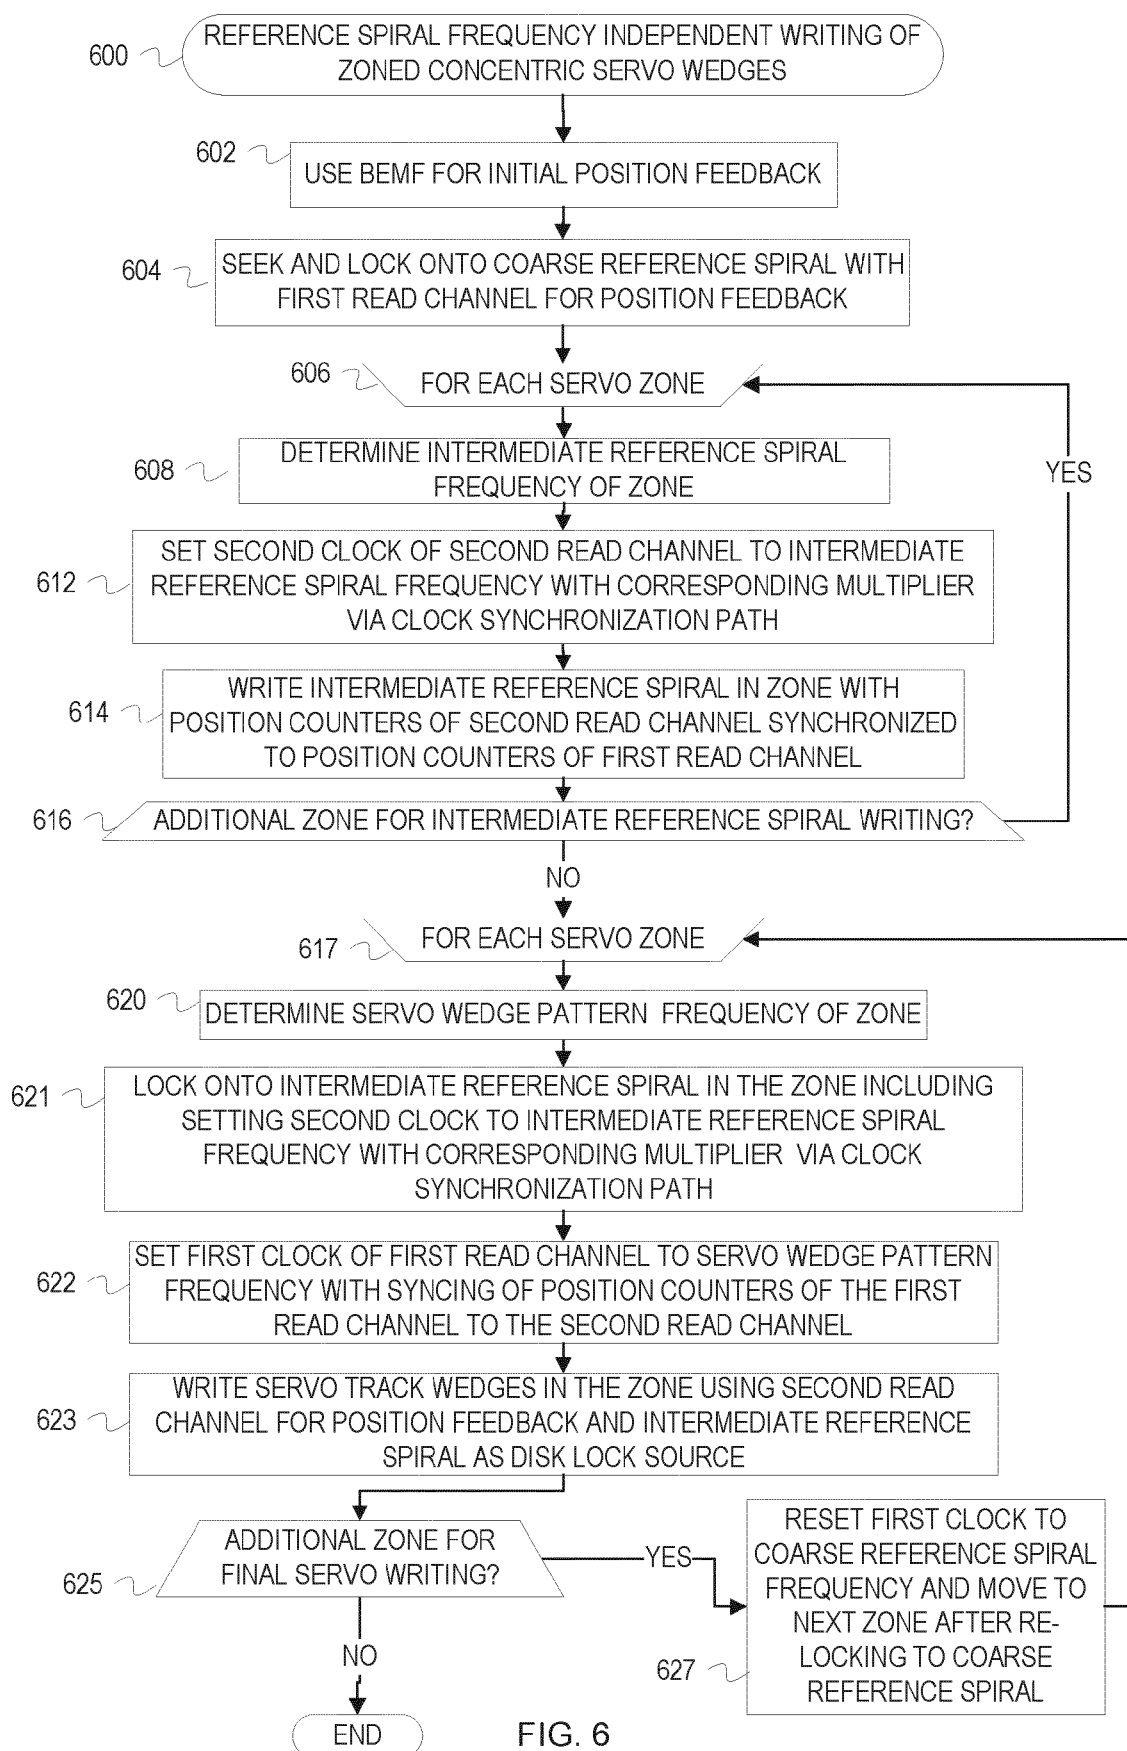 600
REFERENCE SPIRAL FREQUENCY INDEPENDENT WRITING OF
ZONED CONCENTRIC SERVO WEDGES
602
USE BEMF FOR INITIAL POSITION FEEDBACK
604
SEEK AND LOCK ONTO COARSE REFERENCE SPIRAL WITH
FIRST READ CHANNEL FOR POSITION FEEDBACK
606
FOR EACH SERVO ZONE
608
DETERMINE INTERMEDIATE REFERENCE SPIRAL
FREQUENCY OF ZONE
YES
612
SET SECOND CLOCK OF SECOND READ CHANNEL TO INTERMEDIATE
REFERENCE SPIRAL FREQUENCY WITH CORRESPONDING MULTIPLIER
VIA CLOCK SYNCHRONIZATION PATH
614
WRITE INTERMEDIATE REFERENCE SPIRAL IN ZONE WITH
POSITION COUNTERS OF SECOND READ CHANNEL SYNCHRONIZED
TO POSITION COUNTERS OF FIRST READ CHANNEL
616
ADDITIONAL ZONE FOR INTERMEDIATE REFERENCE SPIRAL WRITING?
NO
617
FOR EACH SERVO ZONE
620
DETERMINE SERVO WEDGE PATTERN FREQUENCY OF ZONE
621
LOCK ONTO INTERMEDIATE REFERENCE SPIRAL IN THE ZONE INCLUDING
SETTING SECOND CLOCK TO INTERMEDIATE REFERENCE SPIRAL
FREQUENCY WITH CORRESPONDING MULTIPLIER VIA CLOCK
SYNCHRONIZATION PATH
622
SET FIRST CLOCK OF FIRST READ CHANNEL TO SERVO WEDGE PATTERN
FREQUENCY WITH SYNCING OF POSITION COUNTERS OF THE FIRST
READ CHANNEL TO THE SECOND READ CHANNEL
623
WRITE SERVO TRACK WEDGES IN THE ZONE USING SECOND READ
CHANNEL FOR POSITION FEEDBACK AND INTERMEDIATE REFERENCE
SPIRAL AS DISK LOCK SOURCE
625
ADDITIONAL ZONE FOR
FINAL SERVO WRITING?
YES
627
RESET FIRST CLOCK TO
COARSE REFERENCE SPIRAL
FREQUENCY AND MOVE TO
NEXT ZONE AFTER RE-
LOCKING TO COARSE
REFERENCE SPIRAL
NO
END
FIG. 6